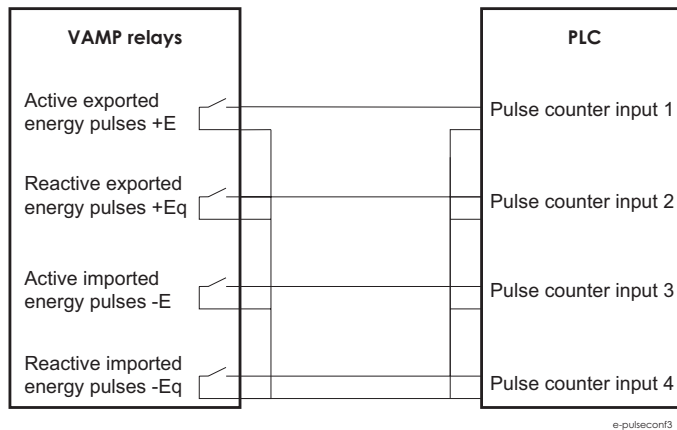 VAMP relays
PLC
Active exported
energy pulses +E
Pulse counter input 1
Reactive exported
energy pulses +Eq
Pulse counter input 2
Active imported
energy pulses -E
Pulse counter input 3
Reactive imported
energy pulses -Eq
Pulse counter input 4
e-pulseconf3